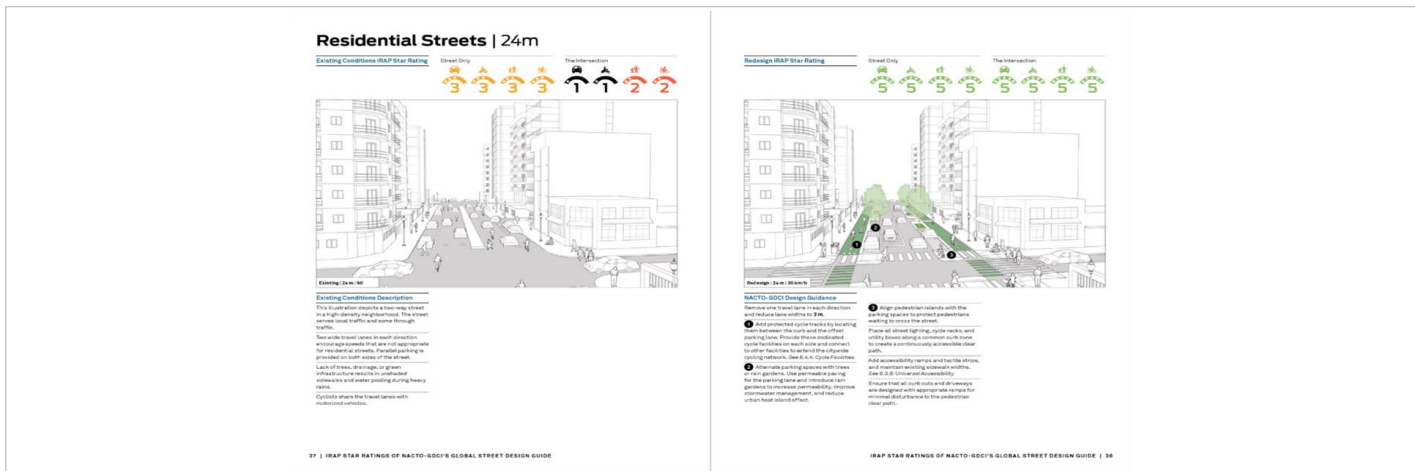 Residential Streets | 24m
Existing Conditions iRAP Star Rating
Street Only
The Intersection
3 3 3 3 1 1 2 2
Existing | 24 m | 60
Existing Conditions Description
This illustration depicts a two-way street
in a high-density neighborhood. The street
serves local traffic and some through
traffic.
Two wide travel lanes in each direction
encourage speeds that are not appropriate
for residential streets. Parallel parking is
provided on both sides of the street.
Lack of trees, drainage, or green
infrastructure results in unshaded
sidewalks and water pooling during heavy
rains.
Cyclists share the travel lanes with
motorized vehicles.
37 | IRAP STAR RATINGS OF NACTO-GDCI'S GLOBAL STREET DESIGN GUIDE
Redesign iRAP Star Rating
Street Only
The Intersection
5 5 5 5 5 5 5 5
1
2
3
Redesign | 24 m | 30 km/h
NACTO-GDCI Design Guidance
Remove one travel lane in each direction
and reduce lane widths to 3 m.
1 Add protected cycle tracks by locating
them between the curb and the offset
parking lane. Provide these dedicated
cycle facilities on each side and connect
to other facilities to extend the citywide
cycling network. See 6.4.4: Cycle Facilities.
2 Alternate parking spaces with trees
or rain gardens. Use permeable paving
for the parking lane and introduce rain
gardens to increase permeability, improve
stormwater management, and reduce
urban heat island effect.
3 Align pedestrian islands with the
parking spaces to protect pedestrians
waiting to cross the street.
Place all street lighting, cycle racks, and
utility boxes along a common curb zone
to create a continuously accessible clear
path.
Add accessibility ramps and tactile strips,
and maintain existing sidewalk widths.
See 6.3.8: Universal Accessibility.
Ensure that all curb cuts and driveways
are designed with appropriate ramps for
minimal disturbance to the pedestrian
clear path.
IRAP STAR RATINGS OF NACTO-GDCI'S GLOBAL STREET DESIGN GUIDE | 38